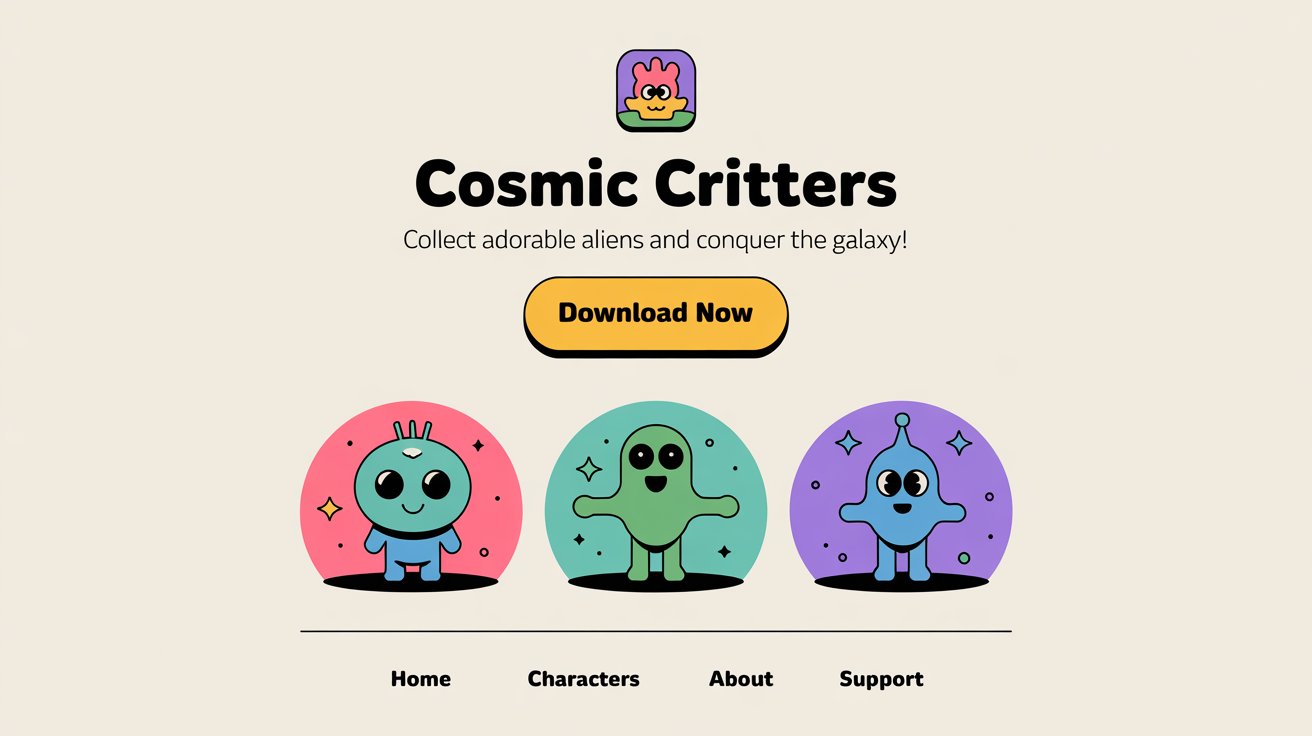 Cosmic Critters
Collect adorable aliens and conquer the galaxy!
Download Now
Home Characters About Support